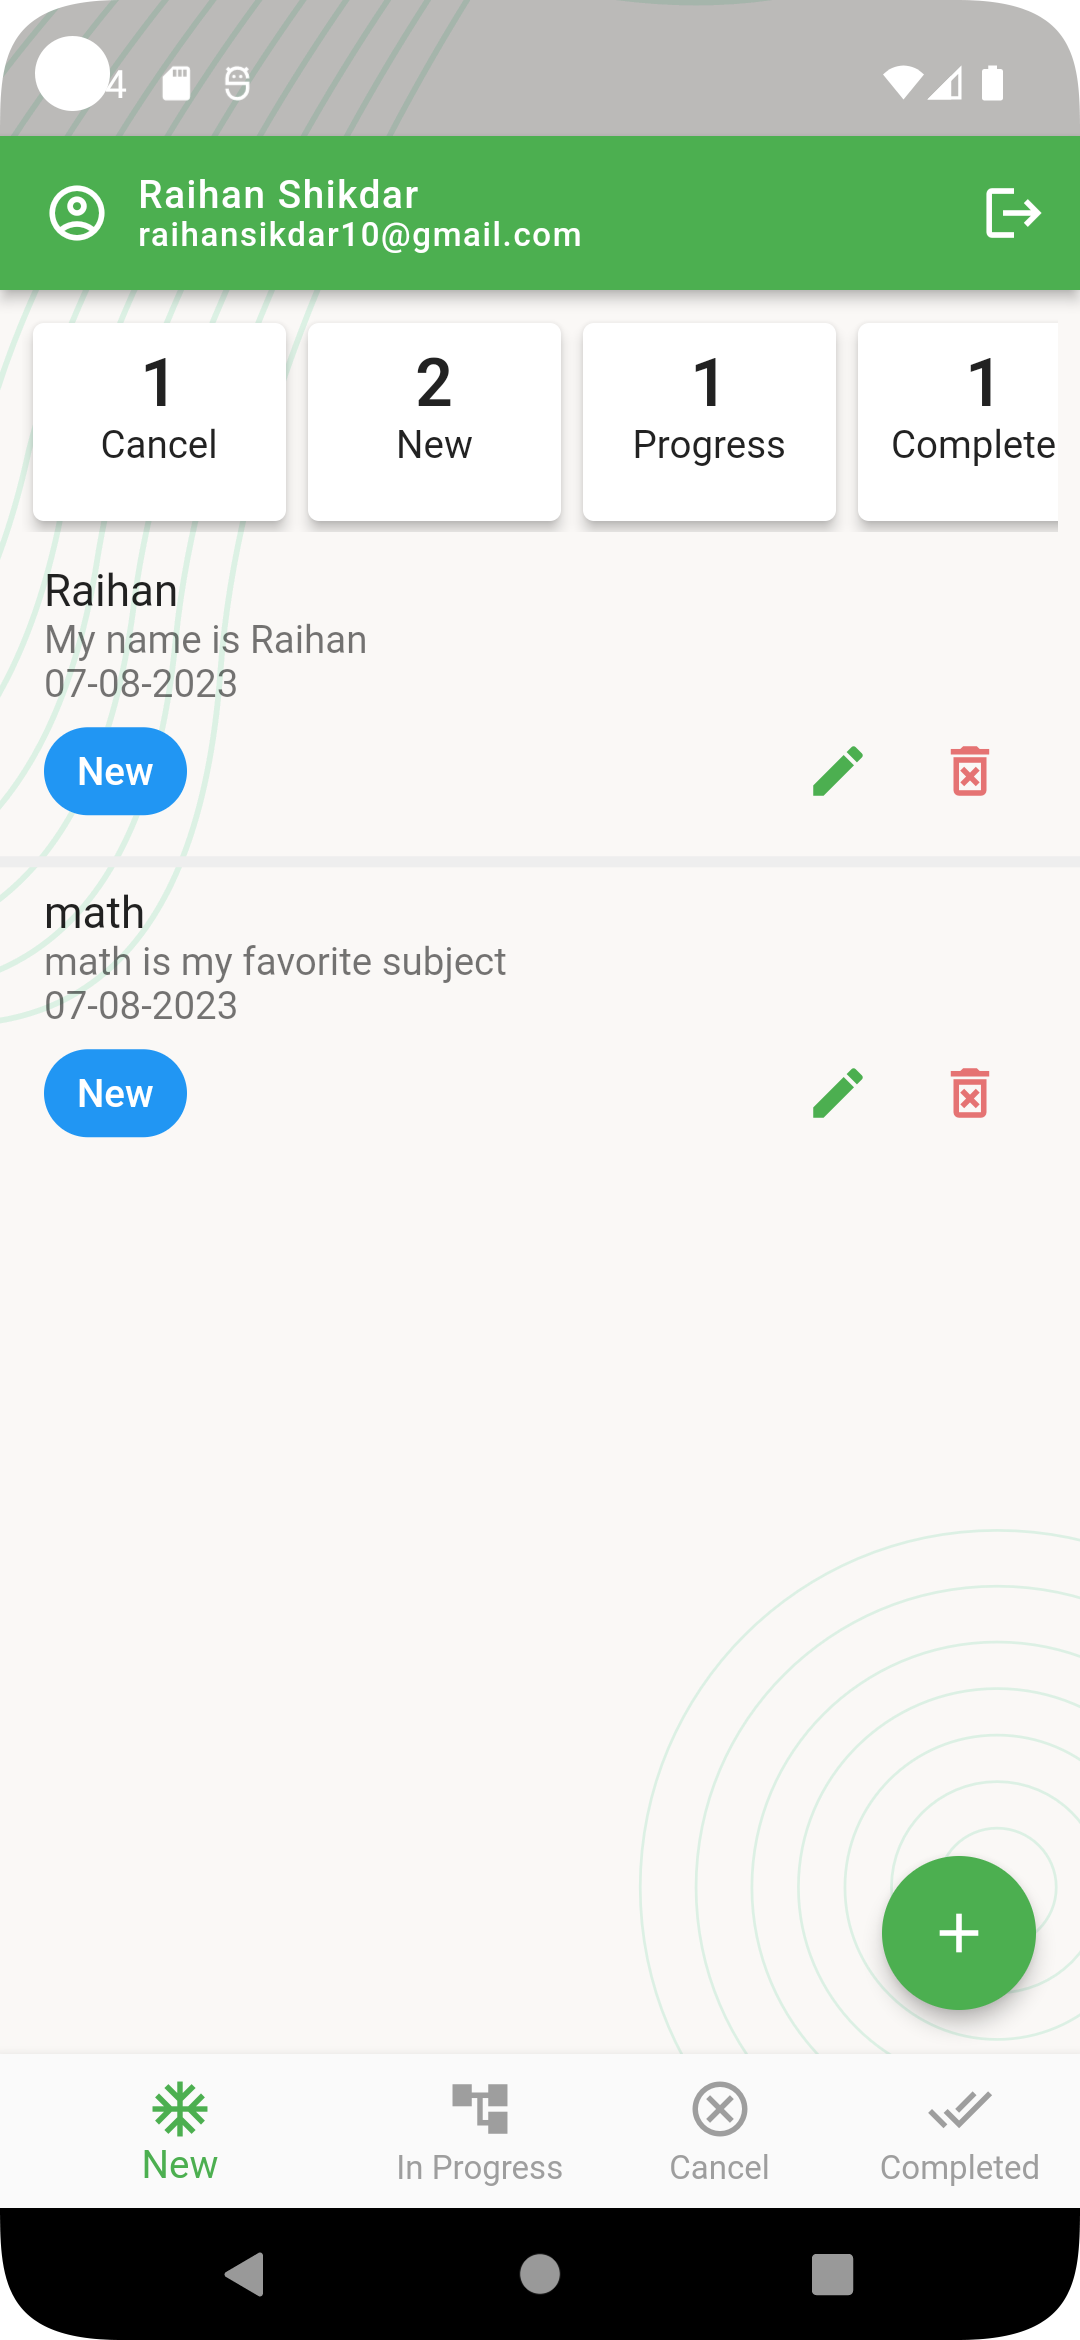 Raihan Shikdar
raihansikdar10@gmail.com
1
Cancel
2
New
1
Progress
1
Complete
Raihan
My name is Raihan
07-08-2023
New
math
math is my favorite subject
07-08-2023
New
New
In Progress
Cancel
Completed